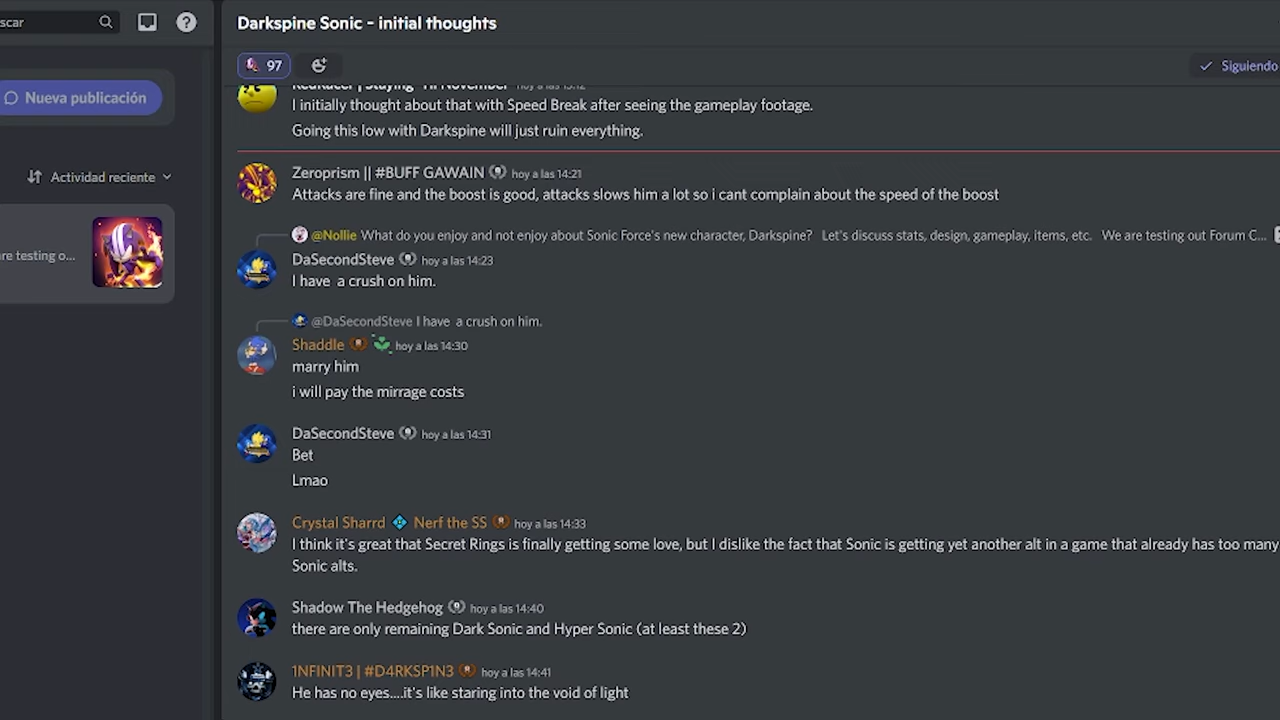 scar
Darkspine Sonic - initial thoughts
97
Siguiendo
Nueva publicación
RedRacer | Staying 'Til November hoy a las 13:12
I initially thought about that with Speed Break after seeing the gameplay footage.
Going this low with Darkspine will just ruin everything.
Actividad reciente
Zeroprism || #BUFF GAWAIN hoy a las 14:21
Attacks are fine and the boost is good, attacks slows him a lot so i cant complain about the speed of the boost
re testing o...
@Nollie What do you enjoy and not enjoy about Sonic Force's new character, Darkspine? Let's discuss stats, design, gameplay, items, etc. We are testing out Forum C...
DaSecondSteve hoy a las 14:23
I have a crush on him.
@DaSecondSteve I have a crush on him.
Shaddle hoy a las 14:30
marry him
i will pay the mirrage costs
DaSecondSteve hoy a las 14:31
Bet
Lmao
Crystal Sharrd Nerf the SS hoy a las 14:33
I think it's great that Secret Rings is finally getting some love, but I dislike the fact that Sonic is getting yet another alt in a game that already has too many
Sonic alts.
Shadow The Hedgehog hoy a las 14:40
there are only remaining Dark Sonic and Hyper Sonic (at least these 2)
1NFINIT3 | #D4RKSP1N3 hoy a las 14:41
He has no eyes....it's like staring into the void of light